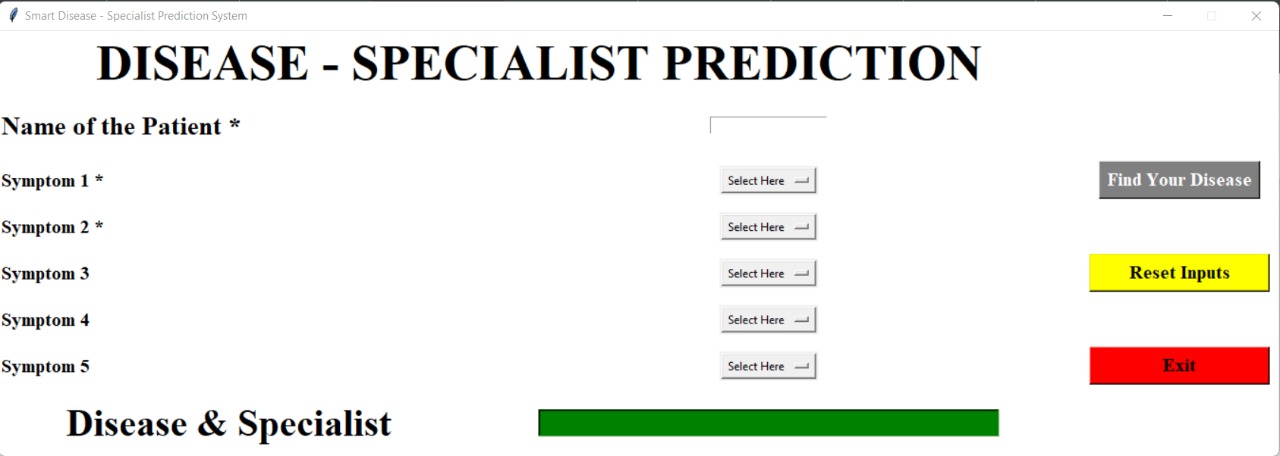 Smart Disease - Specialist Prediction System
DISEASE - SPECIALIST PREDICTION
Name of the Patient *
Symptom 1 * Select Here Find Your Disease
Symptom 2 * Select Here
Symptom 3 Select Here Reset Inputs
Symptom 4 Select Here
Symptom 5 Select Here Exit
Disease & Specialist